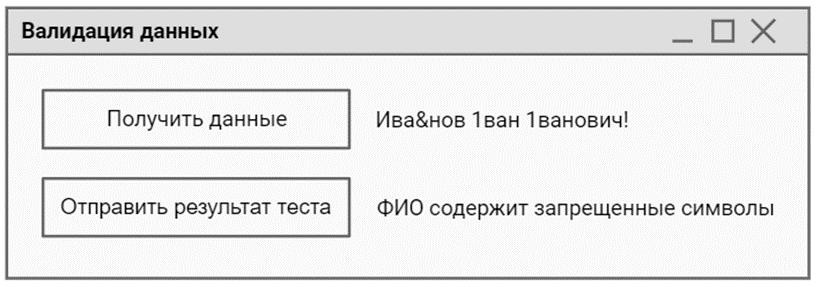 Валидация данных
Получить данные
Ива&нов 1ван 1ванович!
Отправить результат теста
ФИО содержит запрещенные символы